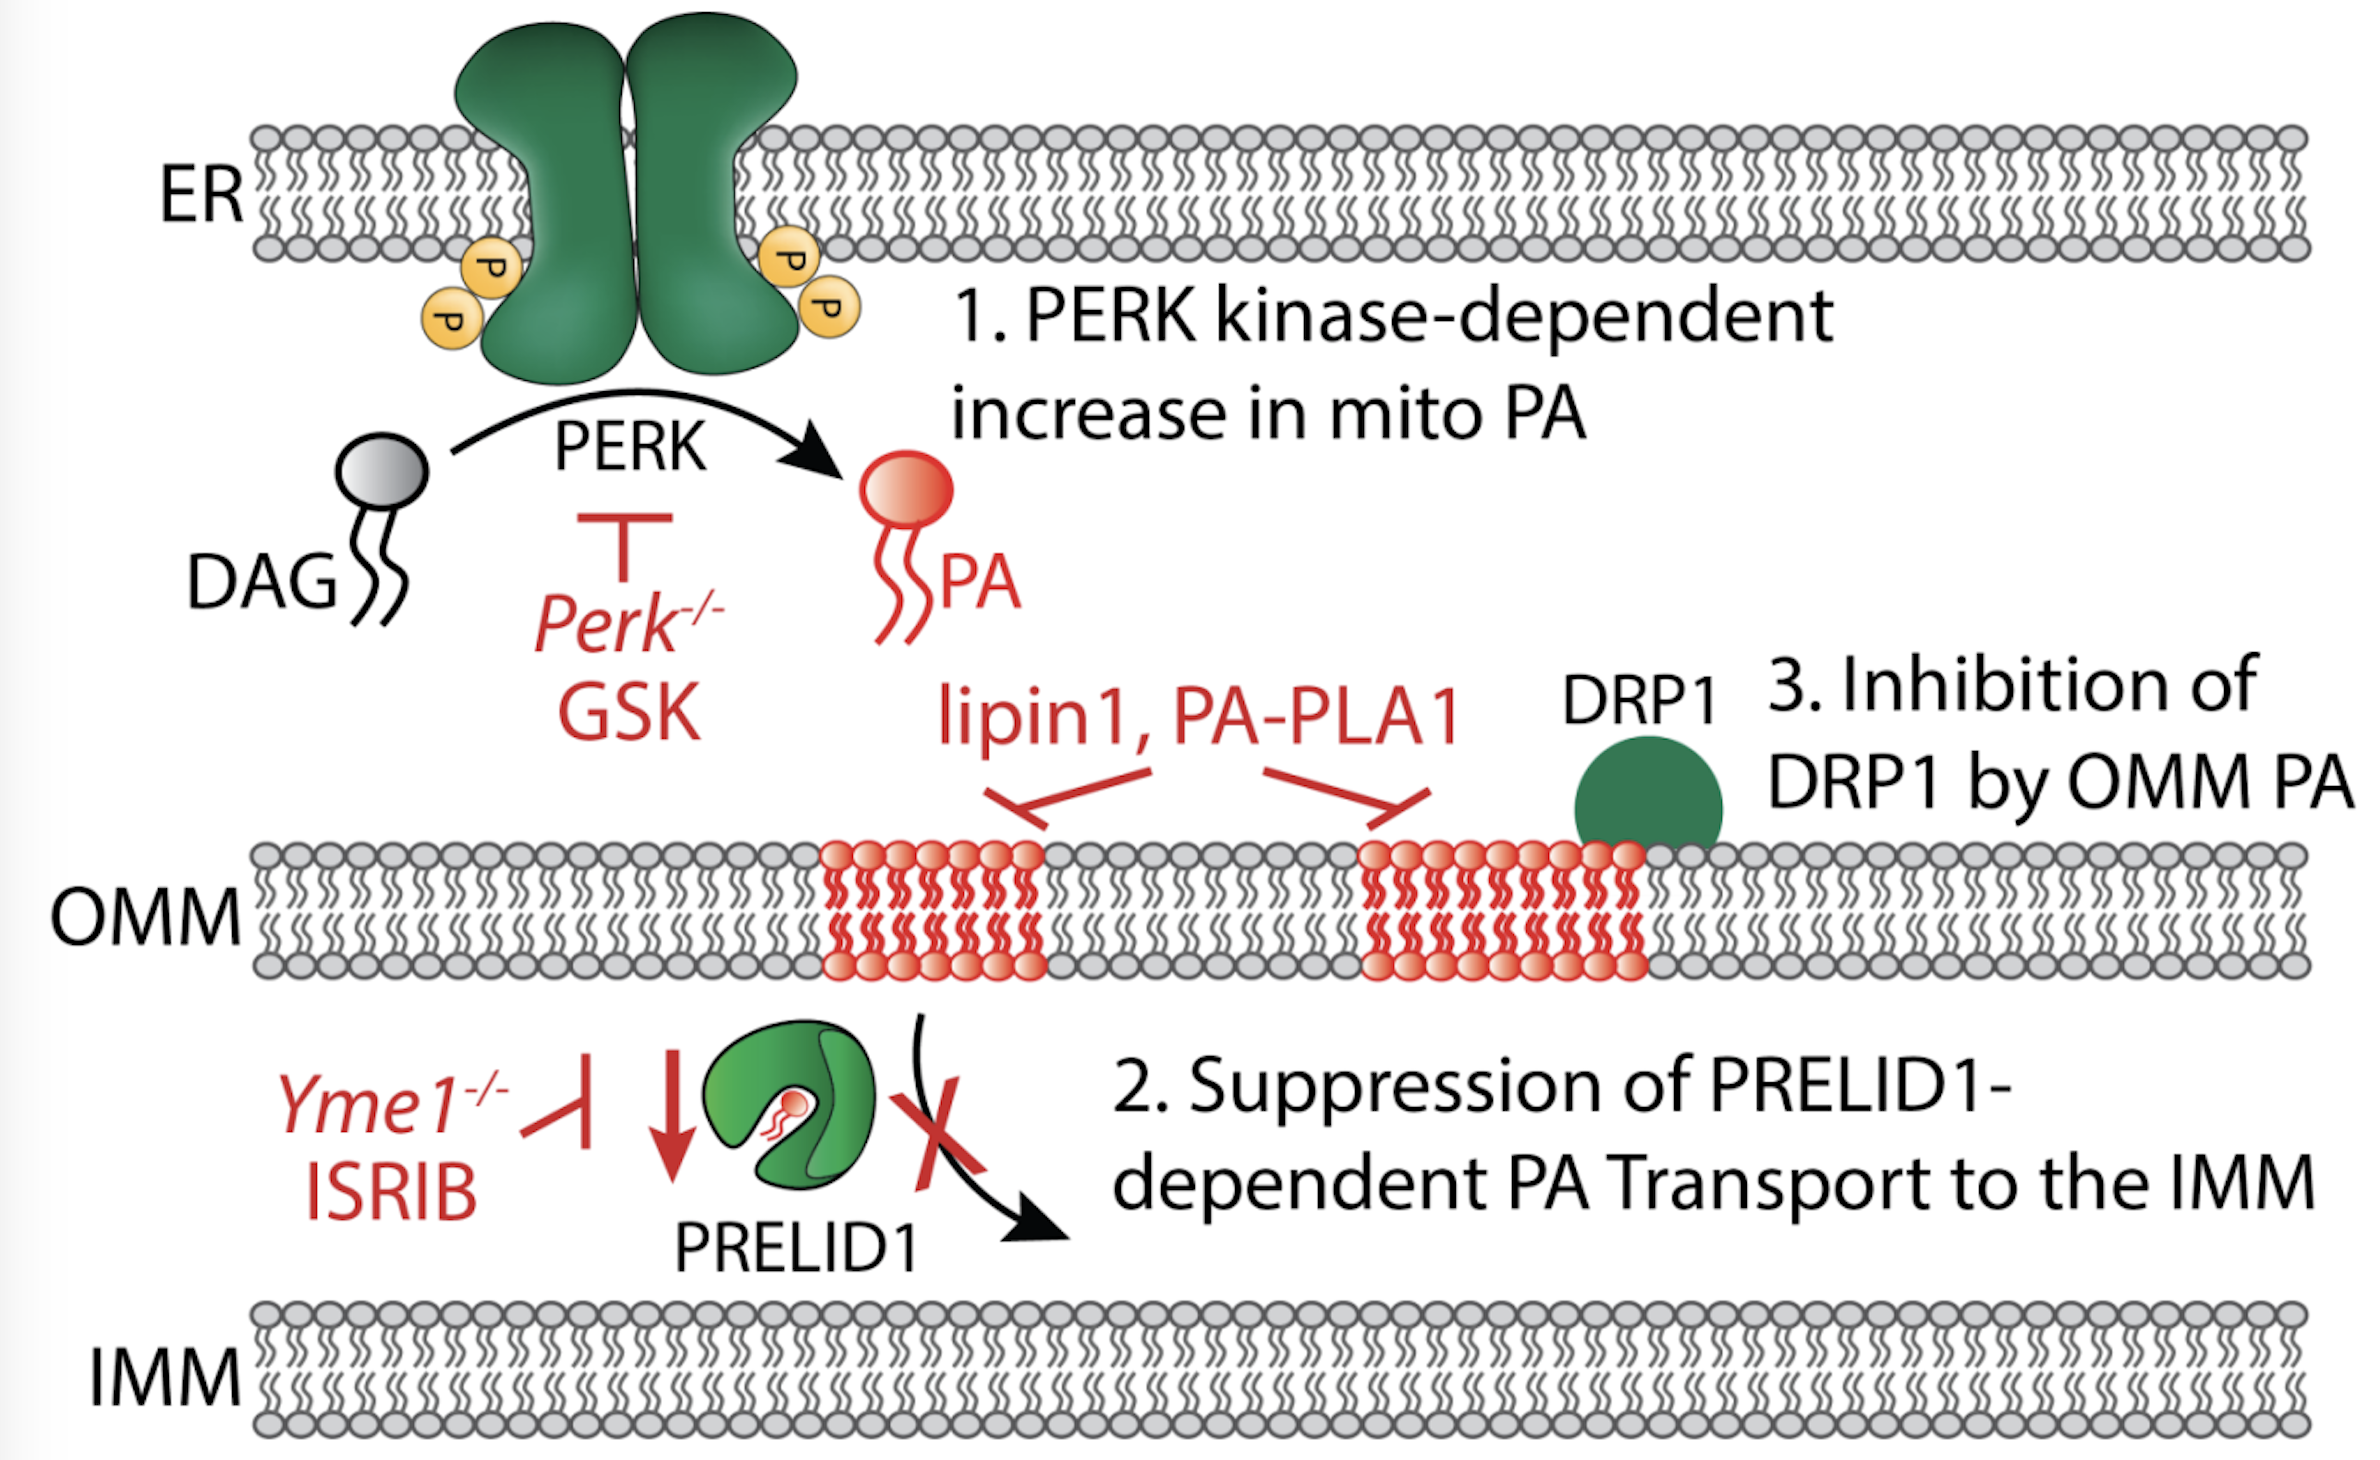 ER
P
P
P
P
1. PERK kinase-dependent
increase in mito PA
PERK
DAG
PA
Perk-/-
GSK
lipin1, PA-PLA1
DRP1
3. Inhibition of
DRP1 by OMM PA
OMM
Yme1-/-
ISRIB
PRELID1
2. Suppression of PRELID1-
dependent PA Transport to the IMM
IMM